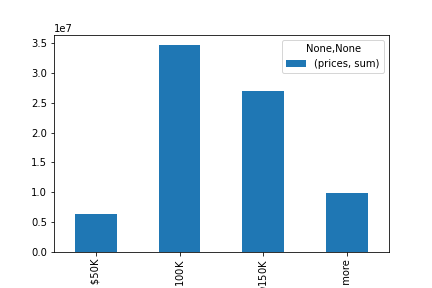 1e7
None,None
(prices, sum)
3.5
3.0
2.5
2.0
1.5
1.0
0.5
0.0
$50K
100K
150K
more